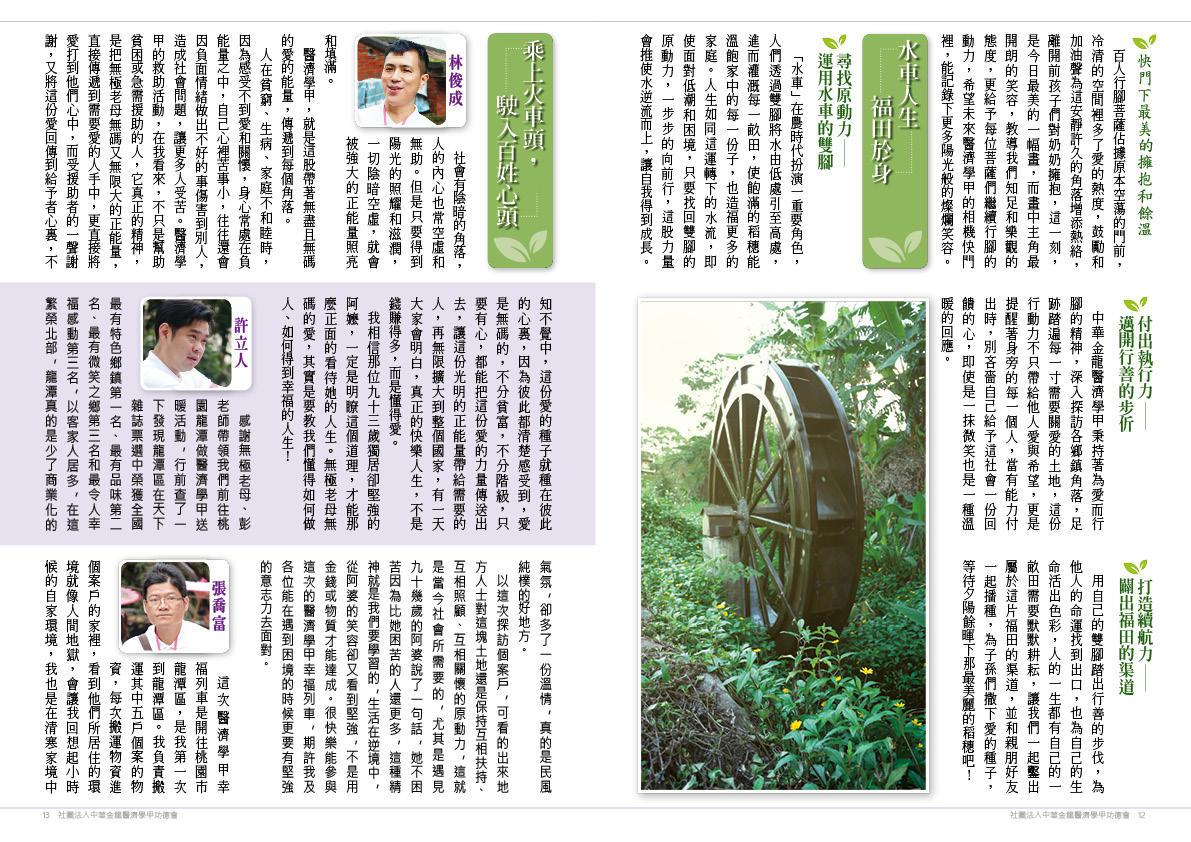 快門下最美的擁抱和餘溫
百人行腳菩薩佔據原本空蕩的門前，
冷清的空間裡多了愛的熱度，鼓勵和
加油聲為這安靜許久的角落增添熱絡，
離開前孩子們對奶奶擁抱，這一刻，
是今日最美的一幅畫，而畫中主角最
開朗的笑容，教導我們知足和樂觀的
態度，更給予每位菩薩們繼續行腳的
動力，希望未來醫濟學甲的相機快門
裡，能記錄下更多陽光般的燦爛笑容。
水車人生
福田於身
尋找原動力——
運用水車的雙腳
「水車」在農時代扮演一重要角色，
人們透過雙腳將水由低處引至高處，
進而灌溉每一畝田，使飽滿的稻穗能
溫飽家中的每一份子，也造福更多的
家庭。人生如同這運轉下的水流，即
使面對低潮和困境，只要找回雙腳的
原動力，一步步的向前行，這股力量
會推使水逆流而上，讓自我得到成長。
付出執行力——
邁開行善的步折
中華金龍醫濟學甲秉持著為愛而行
腳的精神，深入探訪各鄉鎮角落，足
跡踏遍每一寸需要關愛的土地，這份
行動力不只帶給他人愛與希望，更是
提醒著身旁的每一個人，當有能力付
出時，別吝嗇自己給予這社會一份回
饋的心，即使是一抹微笑也是一種溫
暖的回應。
打造續航力——
闢出福田的渠道
用自己的雙腳踏出行善的步伐，為
他人的命運找到出口，也為自己的生
命活出色彩，人的一生都有自己的一
畝田需要默默耕耘，讓我們一起鑿出
屬於這片福田的渠道，並和親朋好友
一起播種，為子孫們撒下愛的種子，
等待夕陽餘暉下那最美麗的稻穗吧！
社團法人中華金龍醫濟學甲功德會 12
乘上火車頭，
駛入百姓心頭
林俊成
社會有陰暗的角落，
人的內心也常空虛和
無助。但是只要得到
陽光的照耀和滋潤，
一切陰暗空虛，就會
被強大的正能量照亮
和填滿。
醫濟學甲，就是這股帶著無盡且無碼
的愛的能量，傳遞到每個角落。
人在貧窮、生病、家庭不和睦時，
因為感受不到愛和關懷，身心常處在負
能量之中，自己心裡苦事小，往往還會
因負面情緒做出不好的事傷害到別人，
造成社會問題，讓更多人受苦。醫濟學
甲的救助活動，在我看來，不只是幫助
貧困或急需援助的人，它真正的精神，
是把無極老母無碼又無限大的正能量，
直接傳遞到需要愛的人手中，更直接將
愛打到他們心中，而受援助者的一聲謝
謝，又將這份愛回傳到給予者心裏，不
知不覺中，這份愛的種子就種在彼此
的心裏，因為彼此都清楚感受到，愛
是無碼的，不分貧富，不分階級，只
要有心，都能把這份愛的力量傳送出
去，讓這份光明的正能量帶給需要的
人，再無限擴大到整個國家，有一天
大家會明白，真正的快樂人生，不是
錢賺得多，而是懂得愛。
我相信那位九十三歲獨居卻堅強的
阿嬤，一定是明瞭這個道理，才能那
麼正面的看待她的人生。無極老母無
碼的愛，其實是要教我們懂得如何做
人、如何得到幸福的人生！
許立人
感謝無極老母、彭
老師帶領我們前往桃
園龍潭做醫濟學甲送
暖活動，行前查了一
下發現龍潭區在天下
雜誌票選中榮獲全國
最有特色鄉鎮第一名、最有品味第二
名、最有微笑之鄉第三名和最令人幸
福感動第三名，以客家人居多，在這
繁榮北部，龍潭真的是少了商業化的
氣氛，卻多了一份溫情，真的是民風
純樸的好地方。
以這次探訪個案戶，可看的出來地
方人士對這塊土地還是保持互相扶持、
互相照顧、互相關懷的原動力，這就
是當今社會所需要的，尤其是遇見
九十幾歲的阿婆說了一句話，她不困
苦因為比她困苦的人還更多，這種精
神就是我們要學習的，生活在逆境中
從阿婆的笑容卻又看到堅強，不是用
金錢或物質才能達成。很快樂能參與
這次的醫濟學甲幸福列車，期許我及
各位能在遇到困境的時候更要有堅強
的意志力去面對。
張喬富
這次醫濟學甲幸
福列車是開往桃園市
龍潭區，是我第一次
到龍潭區。我負責搬
運其中五戶個案的物
資，每次搬運物資進
個案戶的家裡，看到他們所居住的環
境就像人間地獄，會讓我回想起小時
候的自家環境，我也是在清寒家境中
13 社團法人中華金龍醫濟學甲功德會